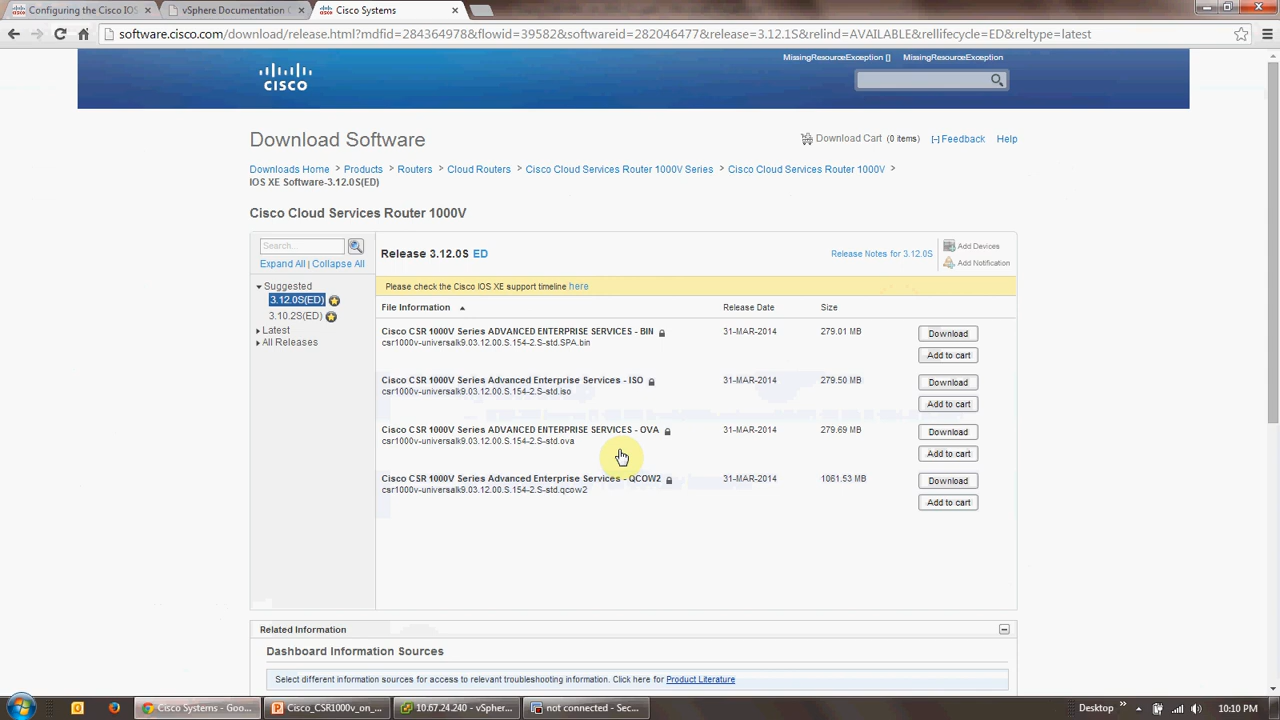 Configuring the Cisco IOS
vSphere Documentation C
Cisco Systems
software.cisco.com/download/release.html?mdfid=284364978&flowid=39582&softwareid=282046477&release=3.12.1S&relind=AVAILABLE&rellifecycle=ED&reltype=latest
MissingResourceException [] MissingResourceException
CISCO
Download Software
Download Cart (0 items) [-] Feedback Help
Downloads Home > Products > Routers > Cloud Routers > Cisco Cloud Services Router 1000V Series > Cisco Cloud Services Router 1000V >
IOS XE Software-3.12.0S(ED)
Cisco Cloud Services Router 1000V
Search...
Expand All | Collapse All
Suggested
3.12.0S(ED)
3.10.2S(ED)
Latest
All Releases
Release 3.12.0S ED
Release Notes for 3.12.0S
Add Devices
Add Notification
Please check the Cisco IOS XE support timeline here
File Information Release Date Size
Cisco CSR 1000V Series ADVANCED ENTERPRISE SERVICES - BIN 31-MAR-2014 279.01 MB Download
csr1000v-universalk9.03.12.00.S.154-2.S-std.SPA.bin
Add to cart
Cisco CSR 1000V Series Advanced Enterprise Services - ISO 31-MAR-2014 279.50 MB Download
csr1000v-universalk9.03.12.00.S.154-2.S-std.iso
Add to cart
Cisco CSR 1000V Series ADVANCED ENTERPRISE SERVICES - OVA 31-MAR-2014 279.69 MB Download
csr1000v-universalk9.03.12.00.S.154-2.S-std.ova
Add to cart
Cisco CSR 1000V Series Advanced Enterprise Services - QCOW2 31-MAR-2014 1061.53 MB Download
csr1000v-universalk9.03.12.00.S.154-2.S-std.qcow2
Add to cart
Related Information
Dashboard Information Sources
Select different information sources for access to relevant troubleshooting information. Click here for Product Literature
Cisco Systems - Goo...
Cisco_CSR1000v_on_...
10.67.24.240 - vSphe...
not connected - Sec...
Desktop
10:10 PM